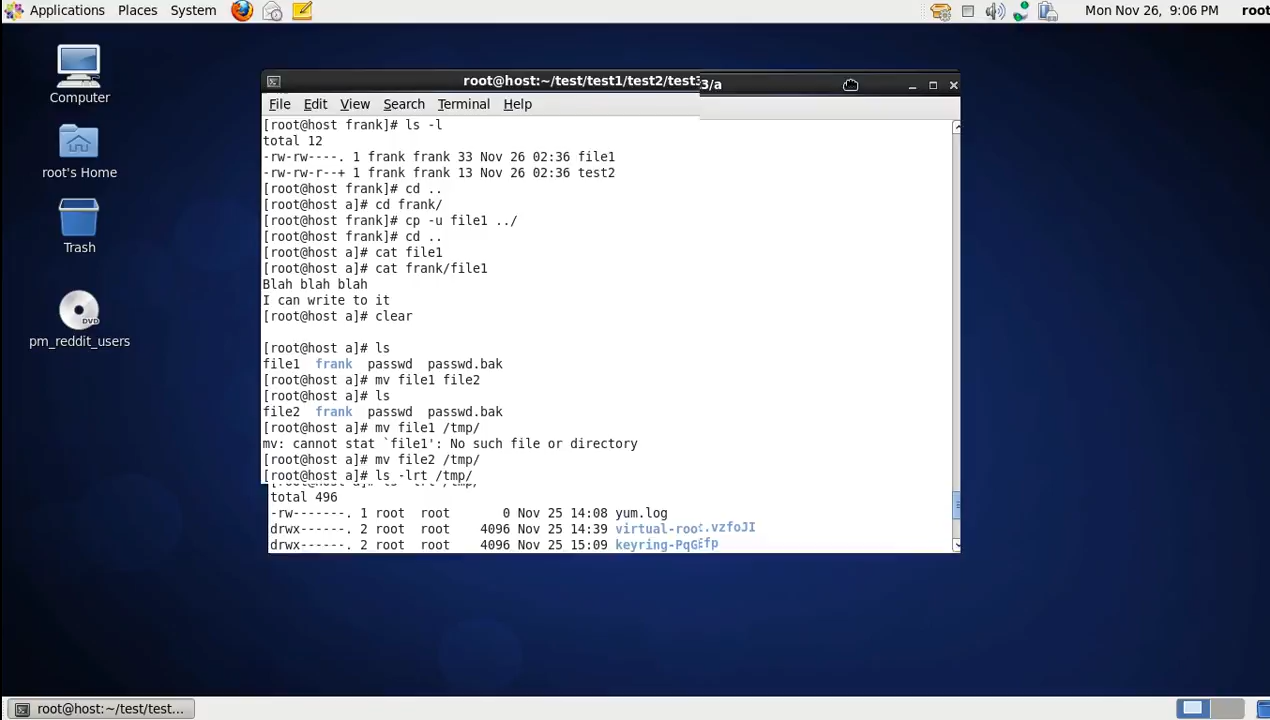 Applications Places System Mon Nov 26, 9:06 PM root
Computer
root's Home
Trash
DVD
pm_reddit_users
root@host:~/test/test1/test2/test3
3/a
File Edit View Search Terminal Help
[root@host frank]# ls -l
total 12
-rw-rw----. 1 frank frank 33 Nov 26 02:36 file1
-rw-rw-r--+ 1 frank frank 13 Nov 26 02:36 test2
[root@host frank]# cd ..
[root@host a]# cd frank/
[root@host frank]# cp -u file1 ../
[root@host frank]# cd ..
[root@host a]# cat file1
[root@host a]# cat frank/file1
Blah blah blah
I can write to it
[root@host a]# clear
[root@host a]# ls
file1 frank passwd passwd.bak
[root@host a]# mv file1 file2
[root@host a]# ls
file2 frank passwd passwd.bak
[root@host a]# mv file1 /tmp/
mv: cannot stat `file1': No such file or directory
[root@host a]# mv file2 /tmp/
[root@host a]# ls -lrt /tmp/
total 496
-rw-------. 1 root root 0 Nov 25 14:08 yum.log
drwx------. 2 root root 4096 Nov 25 14:39 virtual-root.vzfoJI
drwx------. 2 root root 4096 Nov 25 15:09
root@host:~/test/test...